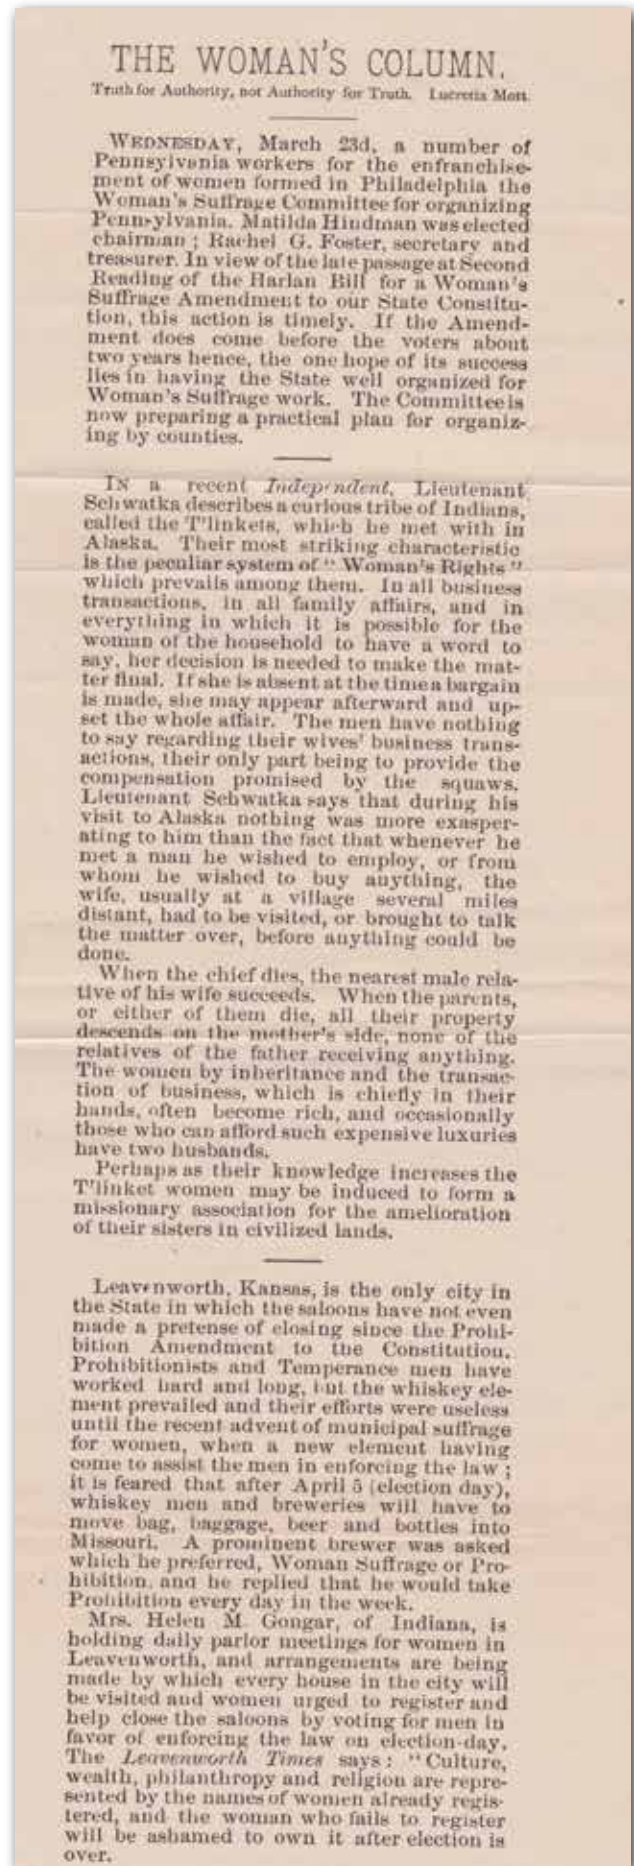 THE WOMAN'S COLUMN.
Truth for Authority, not Authority for Truth. Lucretia Mott.
WEDNESDAY, March 23d, a number of
Pennsylvania workers for the enfranchise-
ment of women formed in Philadelphia the
Woman's Suffrage Committee for organizing
Pennsylvania. Matilda Hindman was elected
chairman; Rachel G. Foster, secretary and
treasurer. In view of the late passage at Second
Reading of the Harlan Bill for a Woman's
Suffrage Amendment to our State Constitu-
tion, this action is timely. If the Amend-
ment does come before the voters about
two years hence, the one hope of its success
lies in having the State well organized for
Woman's Suffrage work. The Committee is
now preparing a practical plan for organiz-
ing by counties.
IN a recent Independent, Lieutenant
Schwatka describes a curious tribe of Indians,
called the T'linkets, which he met with in
Alaska. Their most striking characteristic
is the peculiar system of "Woman's Rights"
which prevails among them. In all business
transactions, in all family affairs, and in
everything in which it is possible for the
woman of the household to have a word to
say, her decision is needed to make the mat-
ter final. If she is absent at the time a bargain
is made, she may appear afterward and up-
set the whole affair. The men have nothing
to say regarding their wives' business trans-
actions, their only part being to provide the
compensation promised by the squaws.
Lieutenant Schwatka says that during his
visit to Alaska nothing was more exasper-
ating to him than the fact that whenever he
met a man he wished to employ, or from
whom he wished to buy anything, the
wife, usually at a village several miles
distant, had to be visited, or brought to talk
the matter over, before anything could be
done.
When the chief dies, the nearest male rela-
tive of his wife succeeds. When the parents,
or either of them die, all their property
descends on the mother's side, none of the
relatives of the father receiving anything.
The women by inheritance and the transac-
tion of business, which is chiefly in their
hands, often become rich, and occasionally
those who can afford such expensive luxuries
have two husbands.
Perhaps as their knowledge increases the
T'linket women may be induced to form a
missionary association for the amelioration
of their sisters in civilized lands.
Leavenworth, Kansas, is the only city in
the State in which the saloons have not even
made a pretense of closing since the Prohi-
bition Amendment to the Constitution.
Prohibitionists and Temperance men have
worked hard and long, but the whiskey ele-
ment prevailed and their efforts were useless
until the recent advent of municipal suffrage
for women, when a new element having
come to assist the men in enforcing the law;
it is feared that after April 5 (election day),
whiskey men and breweries will have to
move bag, baggage, beer and bottles into
Missouri. A prominent brewer was asked
which he preferred, Woman Suffrage or Pro-
hibition, and he replied that he would take
Prohibition every day in the week.
Mrs. Helen M. Gongar, of Indiana, is
holding daily parlor meetings for women in
Leavenworth, and arrangements are being
made by which every house in the city will
be visited and women urged to register and
help close the saloons by voting for men in
favor of enforcing the law on election-day.
The Leavenworth Times says: "Culture,
wealth, philanthropy and religion are repre-
sented by the names of women already regis-
tered, and the woman who fails to register
will be ashamed to own it after election is
over.